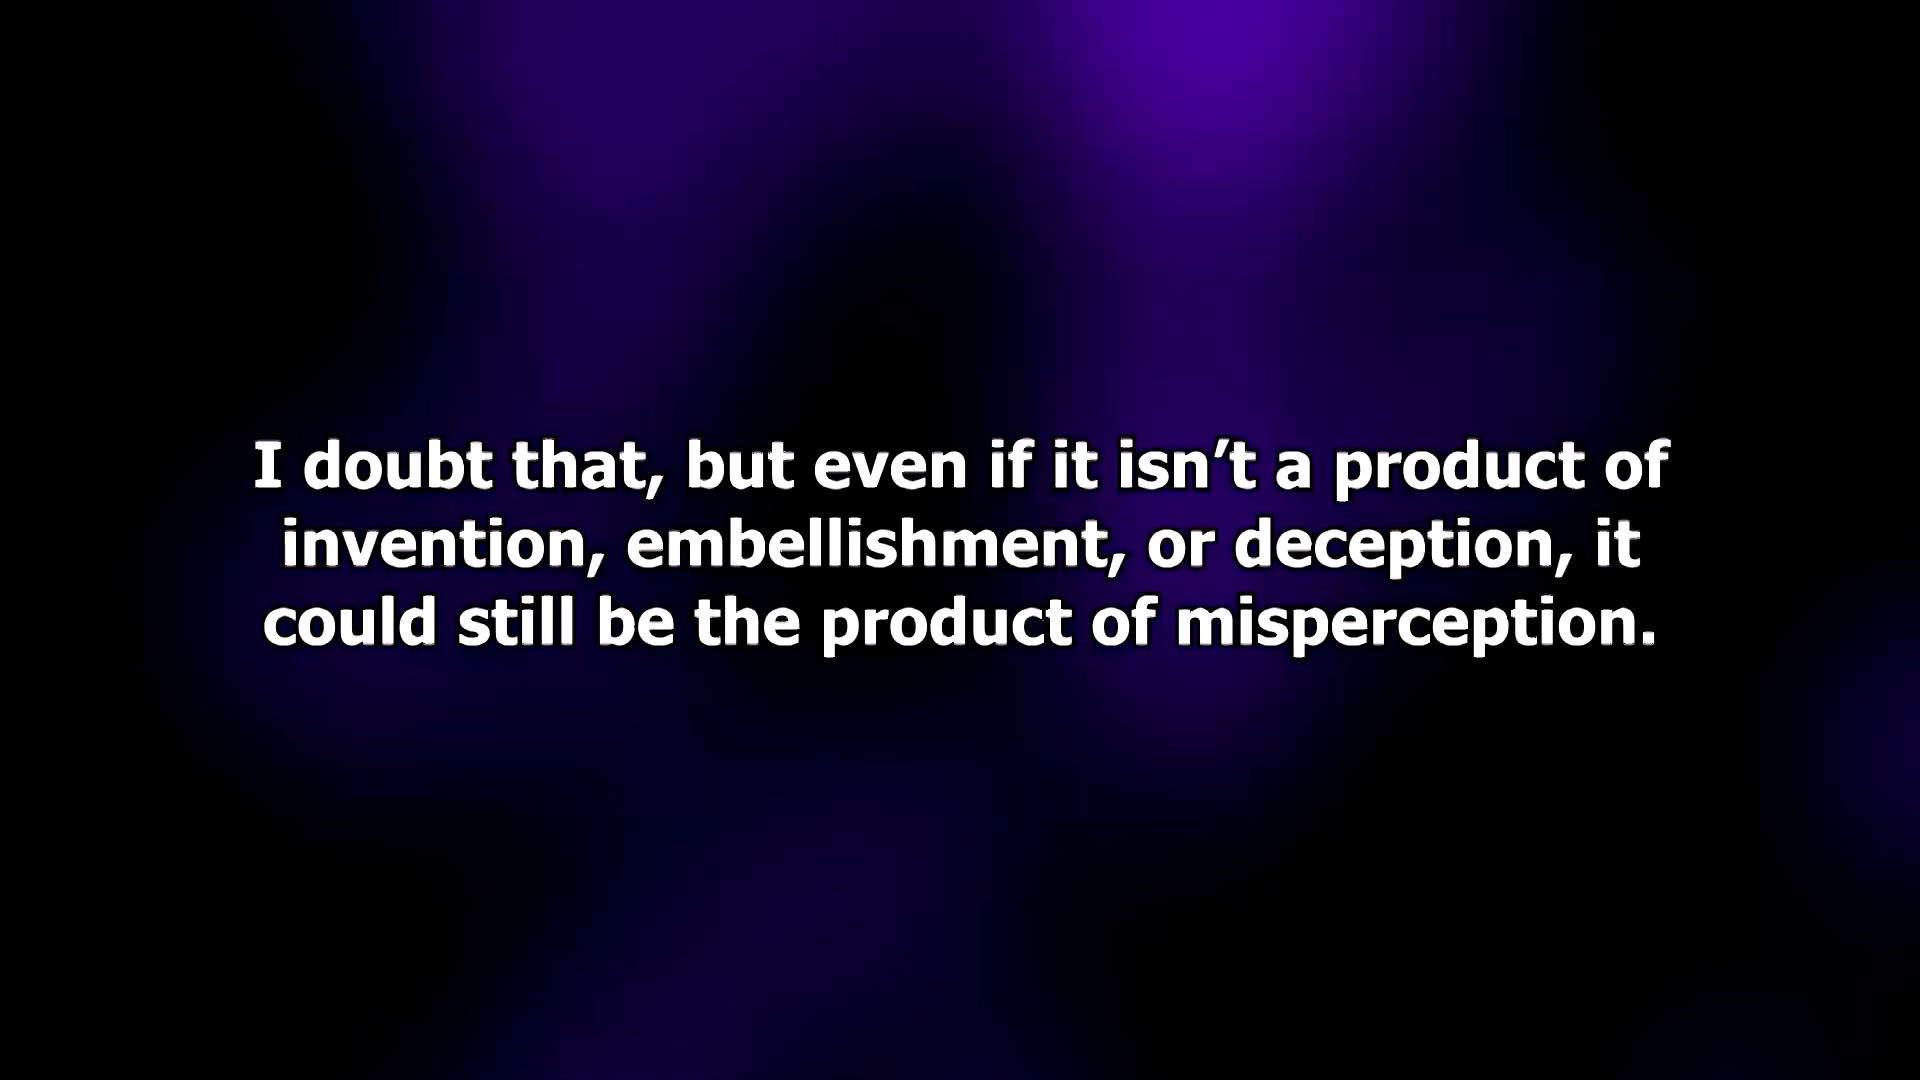 I doubt that, but even if it isn’t a product of
invention, embellishment, or deception, it
could still be the product of misperception.